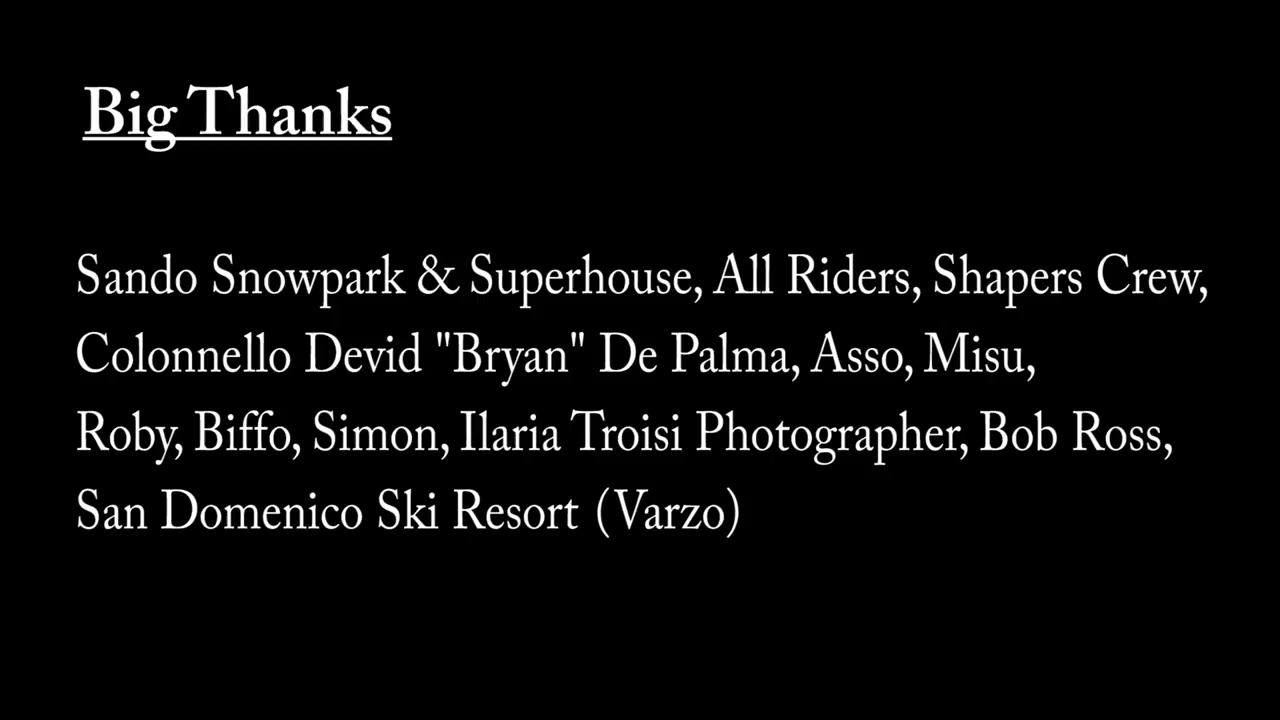 Big Thanks
Sando Snowpark & Superhouse, All Riders, Shapers Crew,
Colonnello Devid "Bryan" De Palma, Asso, Misu,
Roby, Biffo, Simon, Ilaria Troisi Photographer, Bob Ross,
San Domenico Ski Resort (Varzo)